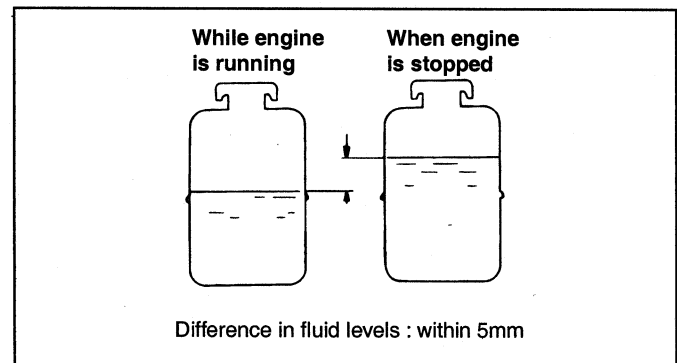 While engine
is running
When engine
is stopped
Difference in fluid levels : within 5mm